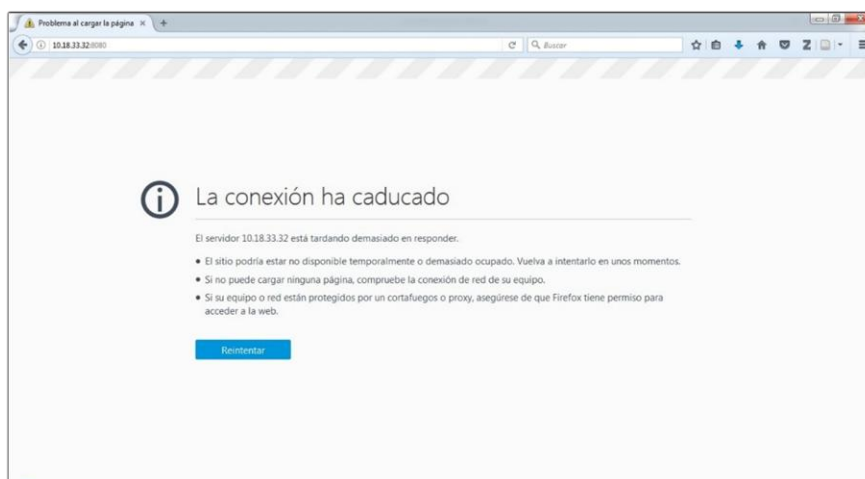 Problema al cargar la página
10.18.33.32:8080
Buscar
La conexión ha caducado
El servidor 10.18.33.32 está tardando demasiado en responder.
• El sitio podría estar no disponible temporalmente o demasiado ocupado. Vuelva a intentarlo en unos momentos.
• Si no puede cargar ninguna página, compruebe la conexión de red de su equipo.
• Si su equipo o red están protegidos por un cortafuegos o proxy, asegúrese de que Firefox tiene permiso para
acceder a la web.
Reintentar